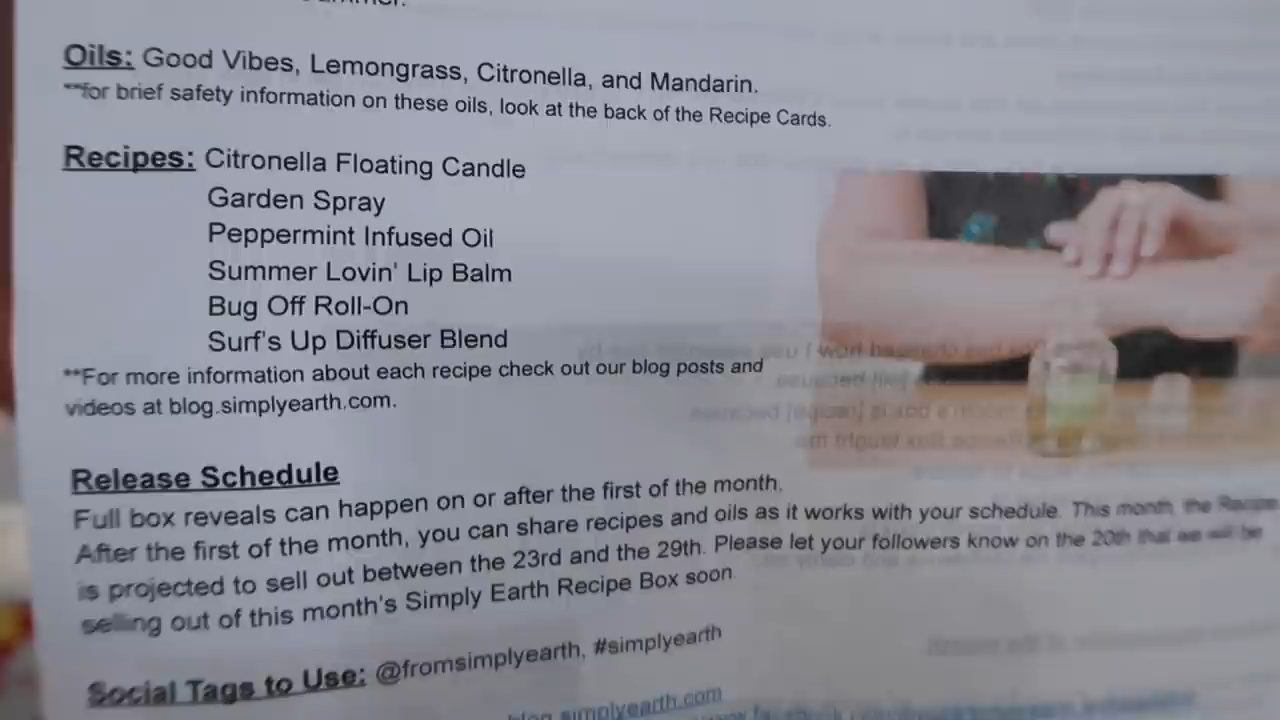 Oils: Good Vibes, Lemongrass, Citronella, and Mandarin.
**for brief safety information on these oils, look at the back of the Recipe Cards.
Recipes: Citronella Floating Candle
Garden Spray
Peppermint Infused Oil
Summer Lovin' Lip Balm
Bug Off Roll-On
Surf's Up Diffuser Blend
**For more information about each recipe check out our blog posts and
videos at blog.simplyearth.com.
Release Schedule
Full box reveals can happen on or after the first of the month.
After the first of the month, you can share recipes and oils as it works with your schedule. This month, the Recipe
is projected to sell out between the 23rd and the 29th. Please let your followers know on the 20th that we will be
selling out of this month's Simply Earth Recipe Box soon.
Social Tags to Use: @fromsimplyearth, #simplyearth
blog.simplyearth.com